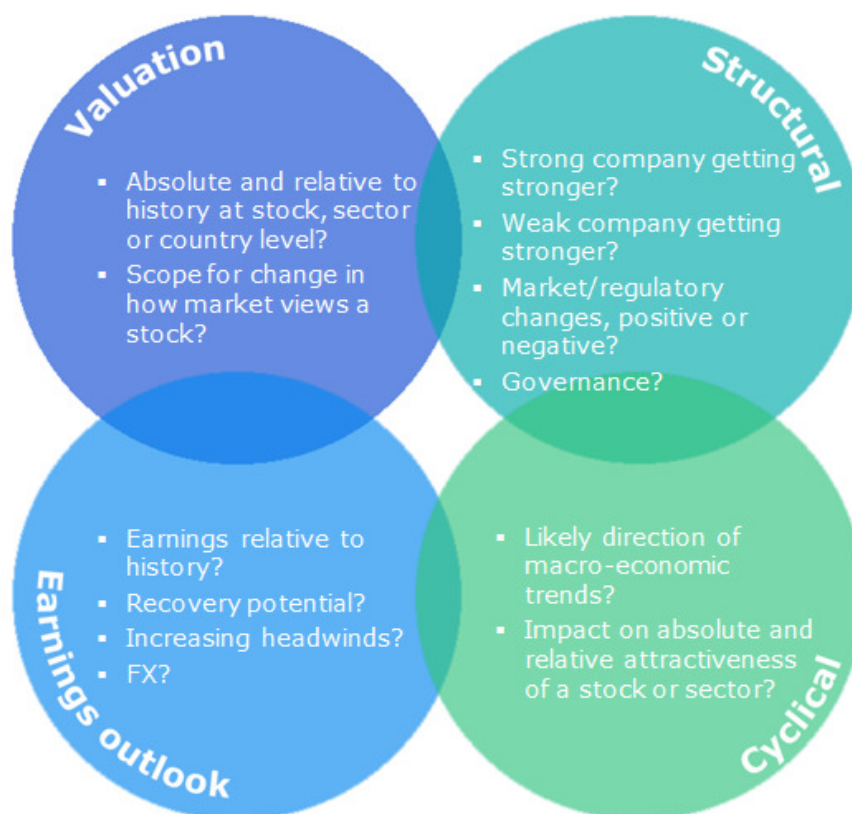 Valuation
▪ Absolute and relative to
history at stock, sector
or country level?
▪ Scope for change in
how market views a
stock?
Structural
▪ Strong company getting
stronger?
▪ Weak company getting
stronger?
▪ Market/regulatory
changes, positive or
negative?
▪ Governance?
Earnings outlook
▪ Earnings relative to
history?
▪ Recovery potential?
▪ Increasing headwinds?
▪ FX?
Cyclical
▪ Likely direction of
macro-economic
trends?
▪ Impact on absolute and
relative attractiveness
of a stock or sector?